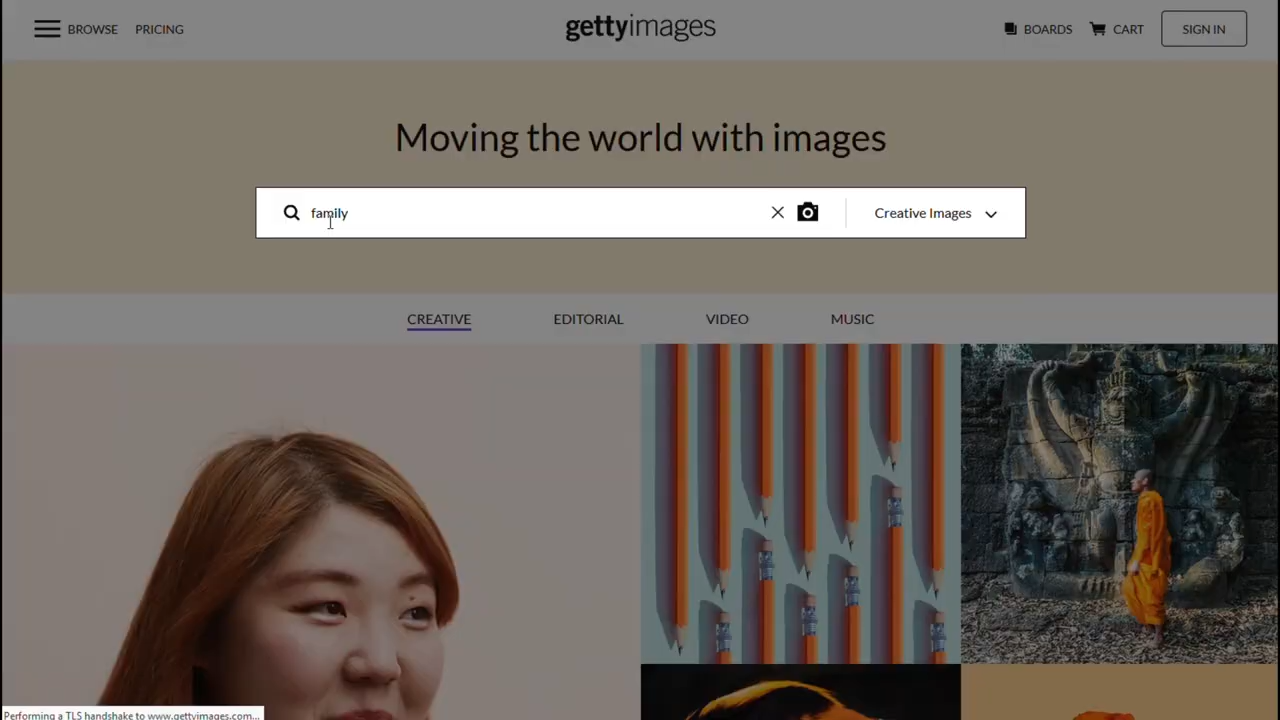 BROWSE PRICING gettyimages BOARDS CART SIGN IN
Moving the world with images
family Creative Images
CREATIVE EDITORIAL VIDEO MUSIC
Performing a TLS handshake to www.gettyimages.com...